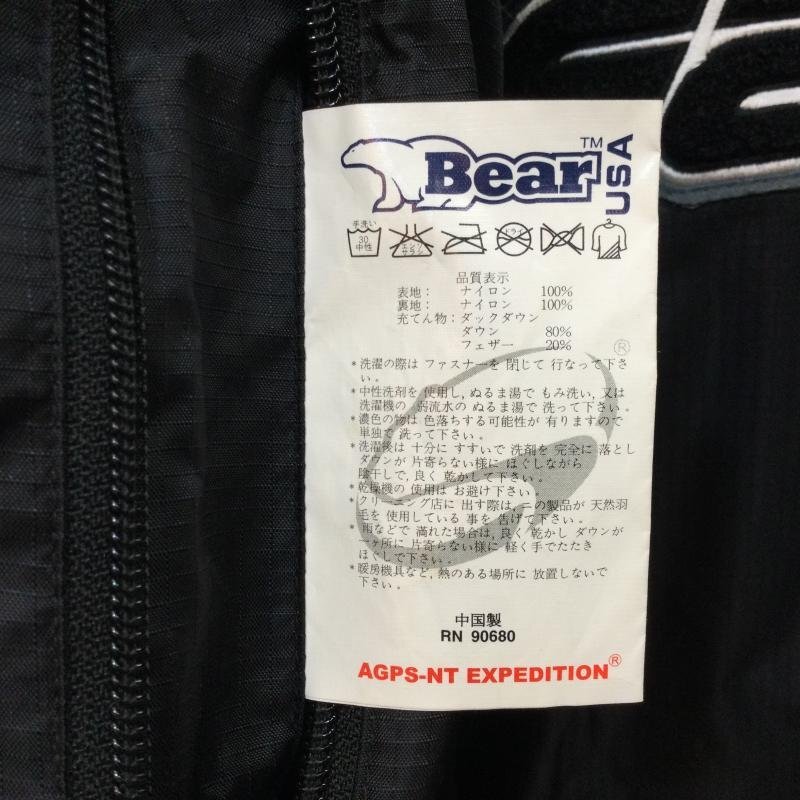 Bear™ USA
手洗い
30
中性
エンソ
サラシ
ドライ
品質表示
表地： ナイロン 100%
裏地： ナイロン 100%
充てん物：ダックダウン
ダウン 80%
フェザー 20%
®
*洗濯の際は ファスナーを 閉じて 行なって下さ
い。
*中性洗剤を 使用し, ぬるま湯で もみ洗い, 又は
洗濯機の 弱流水の ぬるま湯で 洗って下さい。
*濃色の物は 色落ちする可能性が 有りますので
単独で 洗って下さい。
*洗濯後は 十分に すすいで 洗剤を 完全に 落とし
ダウンが 片寄らない様に ほぐしながら
陰干しで, 良く 乾かして下さい。
*乾燥機の 使用は お避け下さい
*クリーニング店に 出す際は, この製品が 天然羽
毛を 使用している 事を 告げて下さい。
*雨などで 濡れた場合は, 良く 乾かし ダウンが
一ヶ所に 片寄らない様に 軽く手でたたき
ほぐして下さい。
*暖房機具など, 熱のある場所に 放置しないで
下さい。
中国製
RN 90680
AGPS-NT EXPEDITION®